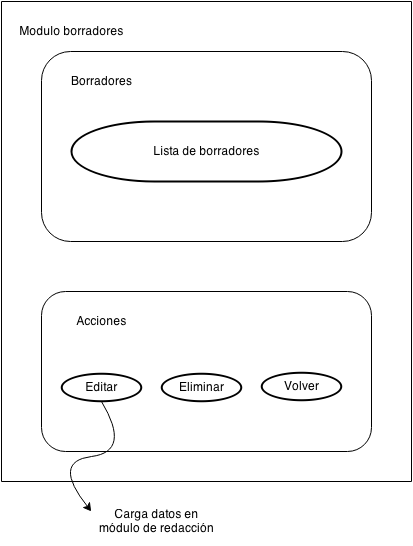 Modulo borradores
Borradores
Lista de borradores
Acciones
Editar
Eliminar
Volver
Carga datos en
módulo de redacción